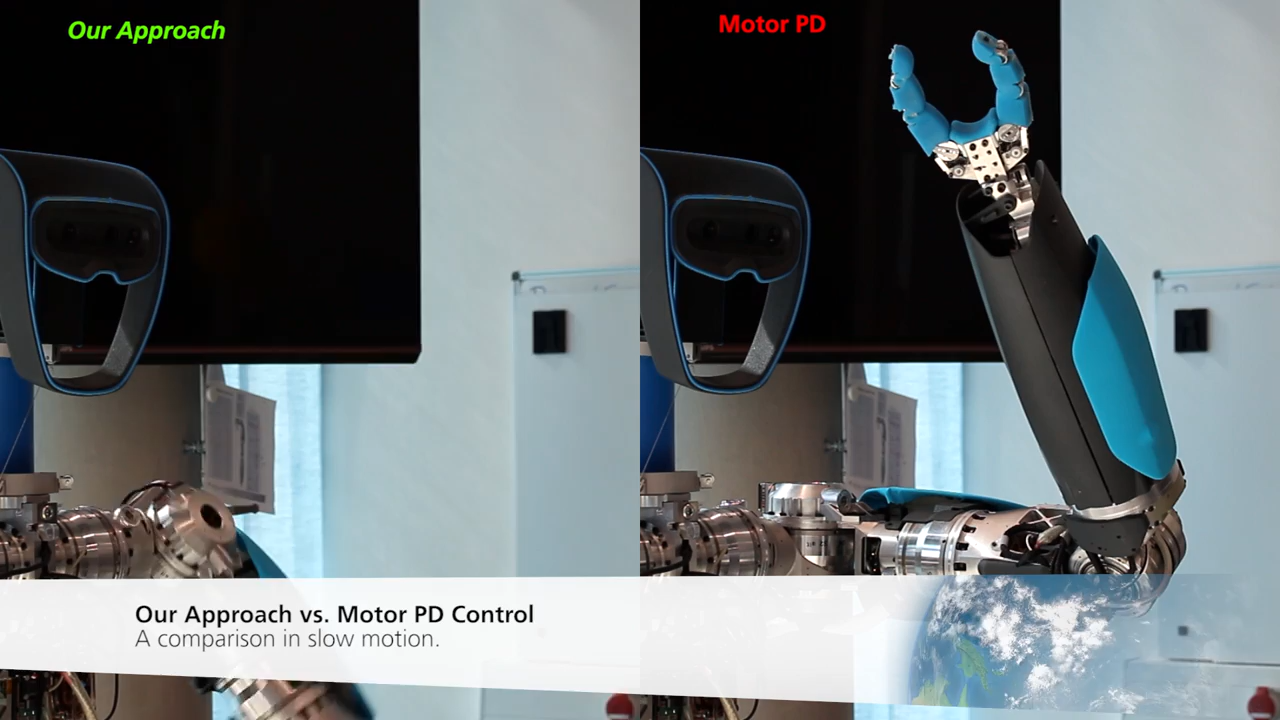 Our Approach
Motor PD
Our Approach vs. Motor PD Control
A comparison in slow motion.